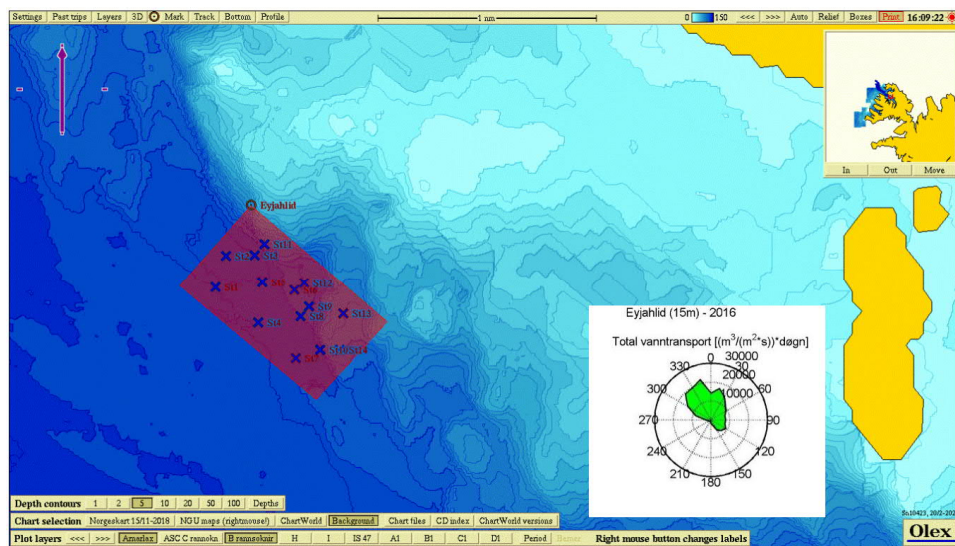 Settings Past trips Layers 3D Mark Track Bottom Profile 1 nm 0 150 <<< >>> Auto Relief Boxes Print 16:09:22
In Out Move
Eyjahlid
St11
St2 St3
St1 St5 St6 St12
St9
St4 St8 St13
St10 St14
Eyjahlid (15m) - 2016
Total vanntransport [(m³/(m²*s))*døgn]
0
330 30000 30
20000
300 10000 60
270 90
240 120
210 150
180
Depth contours 1 2 5 10 20 50 100 Depths
Chart selection Norgeskart 15/11-2018 NGU maps (rightmouse!) ChartWorld Background Chart files CD index ChartWorld versions
Plot layers <<< >>> Amarlax ASC C rannokn B rannsoknir H I IS 47 A1 B1 C1 D1 Period Right mouse button changes labels
Olex